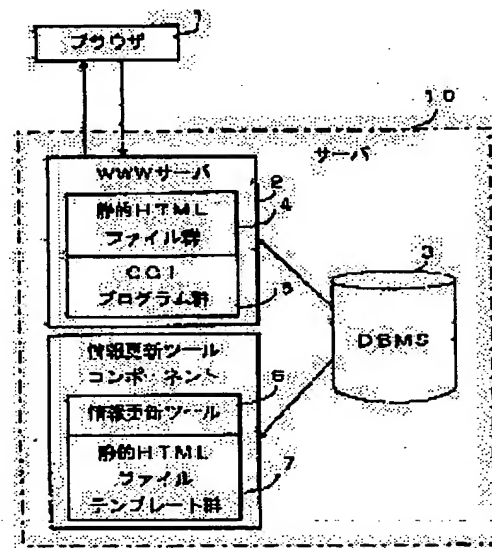 1
ブラウザ
10
サーバ
WWWサーバ
2
静的HTML
ファイル群
4
CGI
プログラム群
5
3
DBMS
情報更新ツール
コンポーネント
6
情報更新ツール
静的HTML
ファイル
テンプレート群
7